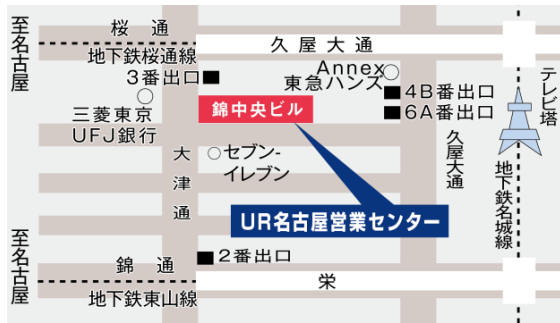 至名古屋
桜通
地下鉄桜通線
久屋大通
3番出口
Annex
東急ハンズ
4B番出口
6A番出口
テレビ塔
三菱東京
UFJ銀行
錦中央ビル
大津通
セブン-
イレブン
久屋大通
地下鉄名城線
UR名古屋営業センター
至名古屋
錦通
2番出口
地下鉄東山線
栄